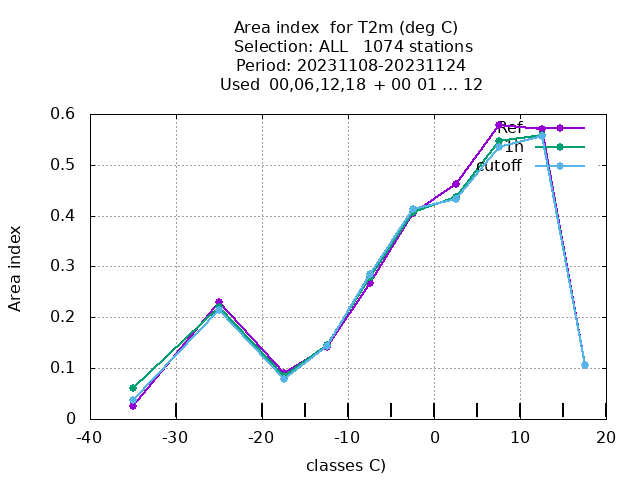 Area index  for T2m (deg C)
Selection: ALL   1074 stations
Period: 20231108-20231124
Used 00,06,12,18 + 00 01 ... 12
Area index
0.6
0.5
0.4
0.3
0.2
0.1
0
Ref
1h
cutoff
-40 -30 -20 -10 0 10 20
classes C)